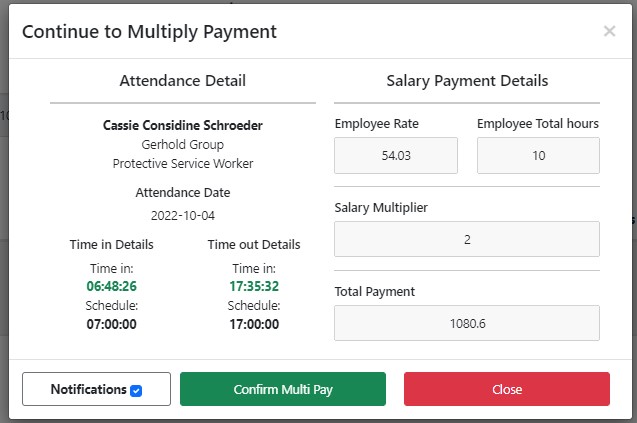 Continue to Multiply Payment
×
Attendance Detail
Cassie Considine Schroeder
Gerhold Group
Protective Service Worker
Attendance Date
2022-10-04
Time in Details
Time in:
06:48:26
Schedule:
07:00:00
Time out Details
Time in:
17:35:32
Schedule:
17:00:00
Salary Payment Details
Employee Rate
54.03
Employee Total hours
10
Salary Multiplier
2
Total Payment
1080.6
Notifications
Confirm Multi Pay
Close